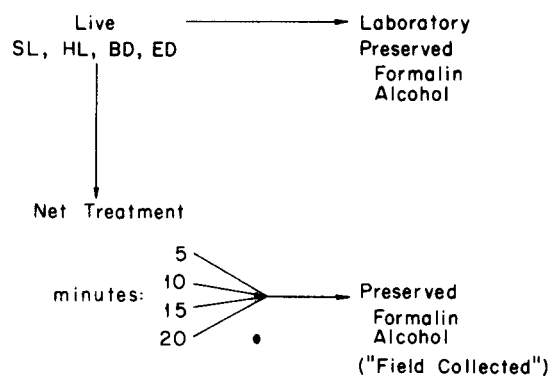 Live
SL, HL, BD, ED
Laboratory
Preserved
Formalin
Alcohol
Net Treatment
minutes:
5
10
15
20
Preserved
Formalin
Alcohol
("Field Collected")